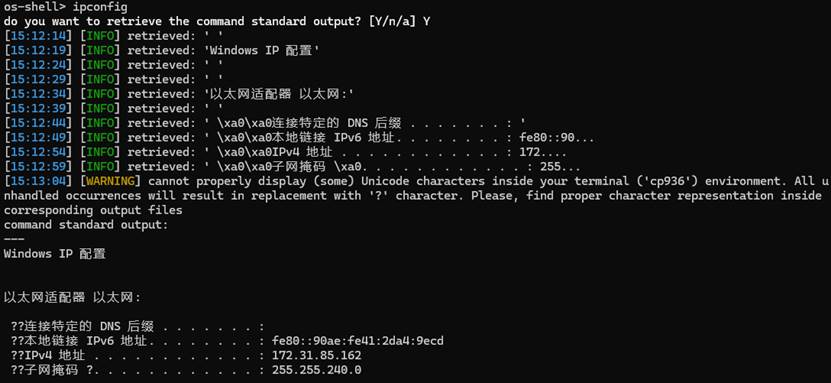 os-shell> ipconfig
do you want to retrieve the command standard output? [Y/n/a] Y
[15:12:14] [INFO] retrieved: ' '
[15:12:19] [INFO] retrieved: 'Windows IP 配置'
[15:12:24] [INFO] retrieved: ' '
[15:12:29] [INFO] retrieved: ' '
[15:12:34] [INFO] retrieved: '以太网适配器 以太网:'
[15:12:39] [INFO] retrieved: ' '
[15:12:44] [INFO] retrieved: ' \xa0\xa0连接特定的 DNS 后缀 . . . . . . . : '
[15:12:49] [INFO] retrieved: ' \xa0\xa0本地链接 IPv6 地址. . . . . . . . : fe80::90...
[15:12:54] [INFO] retrieved: ' \xa0\xa0IPv4 地址 . . . . . . . . . . . . : 172....
[15:12:59] [INFO] retrieved: ' \xa0\xa0子网掩码 \xa0. . . . . . . . . . . . : 255...
[15:13:04] [WARNING] cannot properly display (some) Unicode characters inside your terminal ('cp936') environment. All u
nhandled occurrences will result in replacement with '?' character. Please, find proper character representation inside
corresponding output files
command standard output:
---
Windows IP 配置
以太网适配器 以太网:
??连接特定的 DNS 后缀 . . . . . . . :
??本地链接 IPv6 地址. . . . . . . . : fe80::90ae:fe41:2da4:9ecd
??IPv4 地址 . . . . . . . . . . . . : 172.31.85.162
??子网掩码 ?. . . . . . . . . . . . : 255.255.240.0